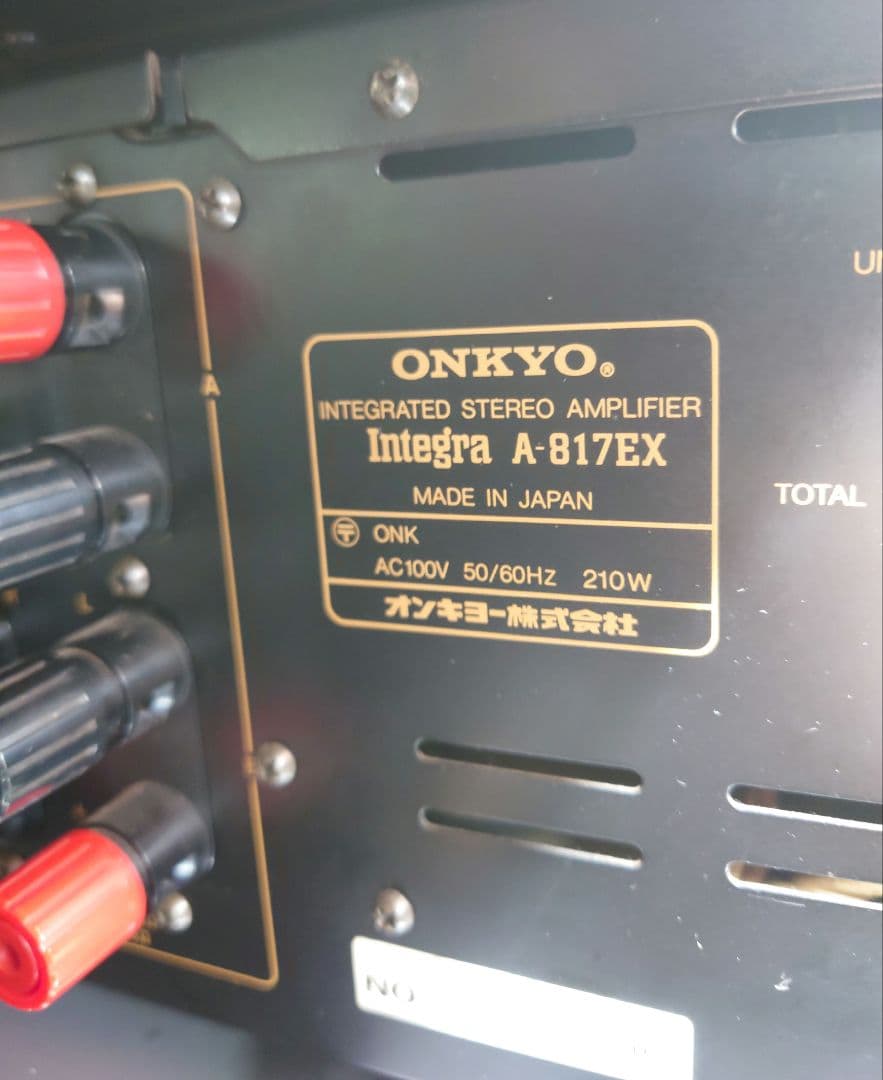 ONKYO®
INTEGRATED STEREO AMPLIFIER
Integra A-817EX
MADE IN JAPAN
〒 ONK
AC100V 50/60Hz 210W
オンキヨー株式会社
A
TOTAL
NO